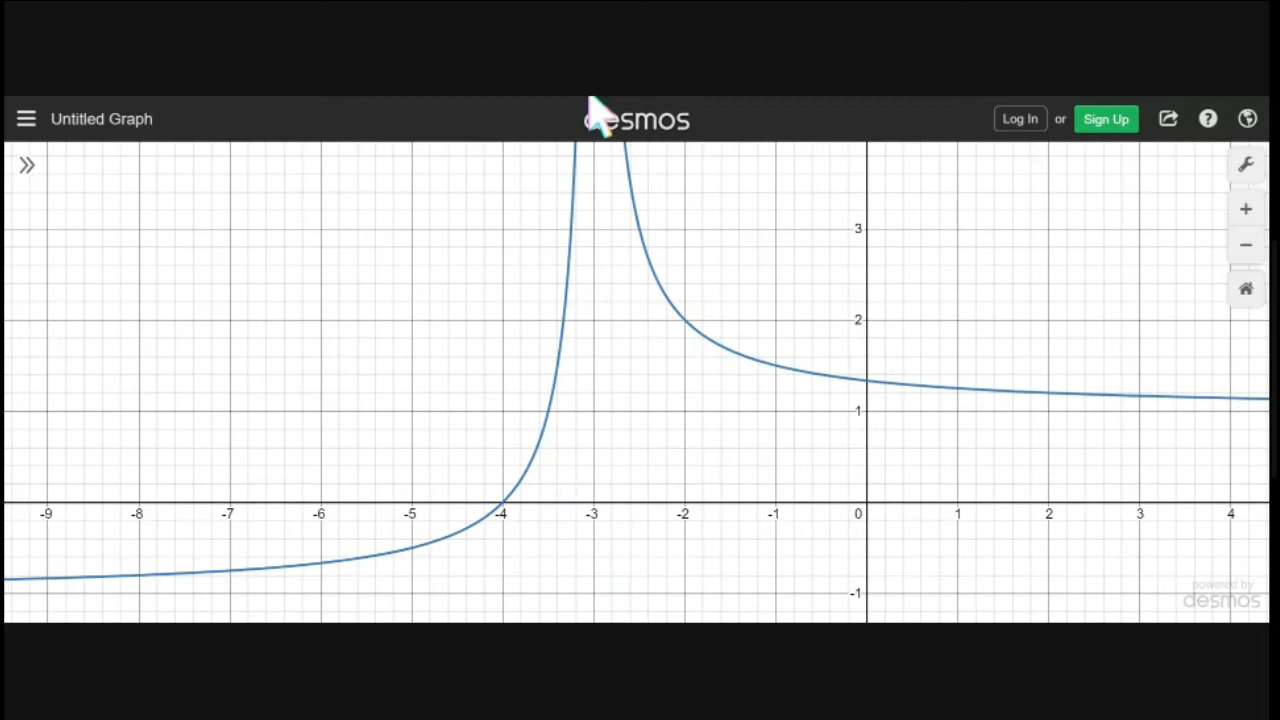 Untitled Graph
desmos
Log In or Sign Up
3
2
1
-9 -8 -7 -6 -5 -4 -3 -2 -1 0 1 2 3 4
-1
powered by
desmos